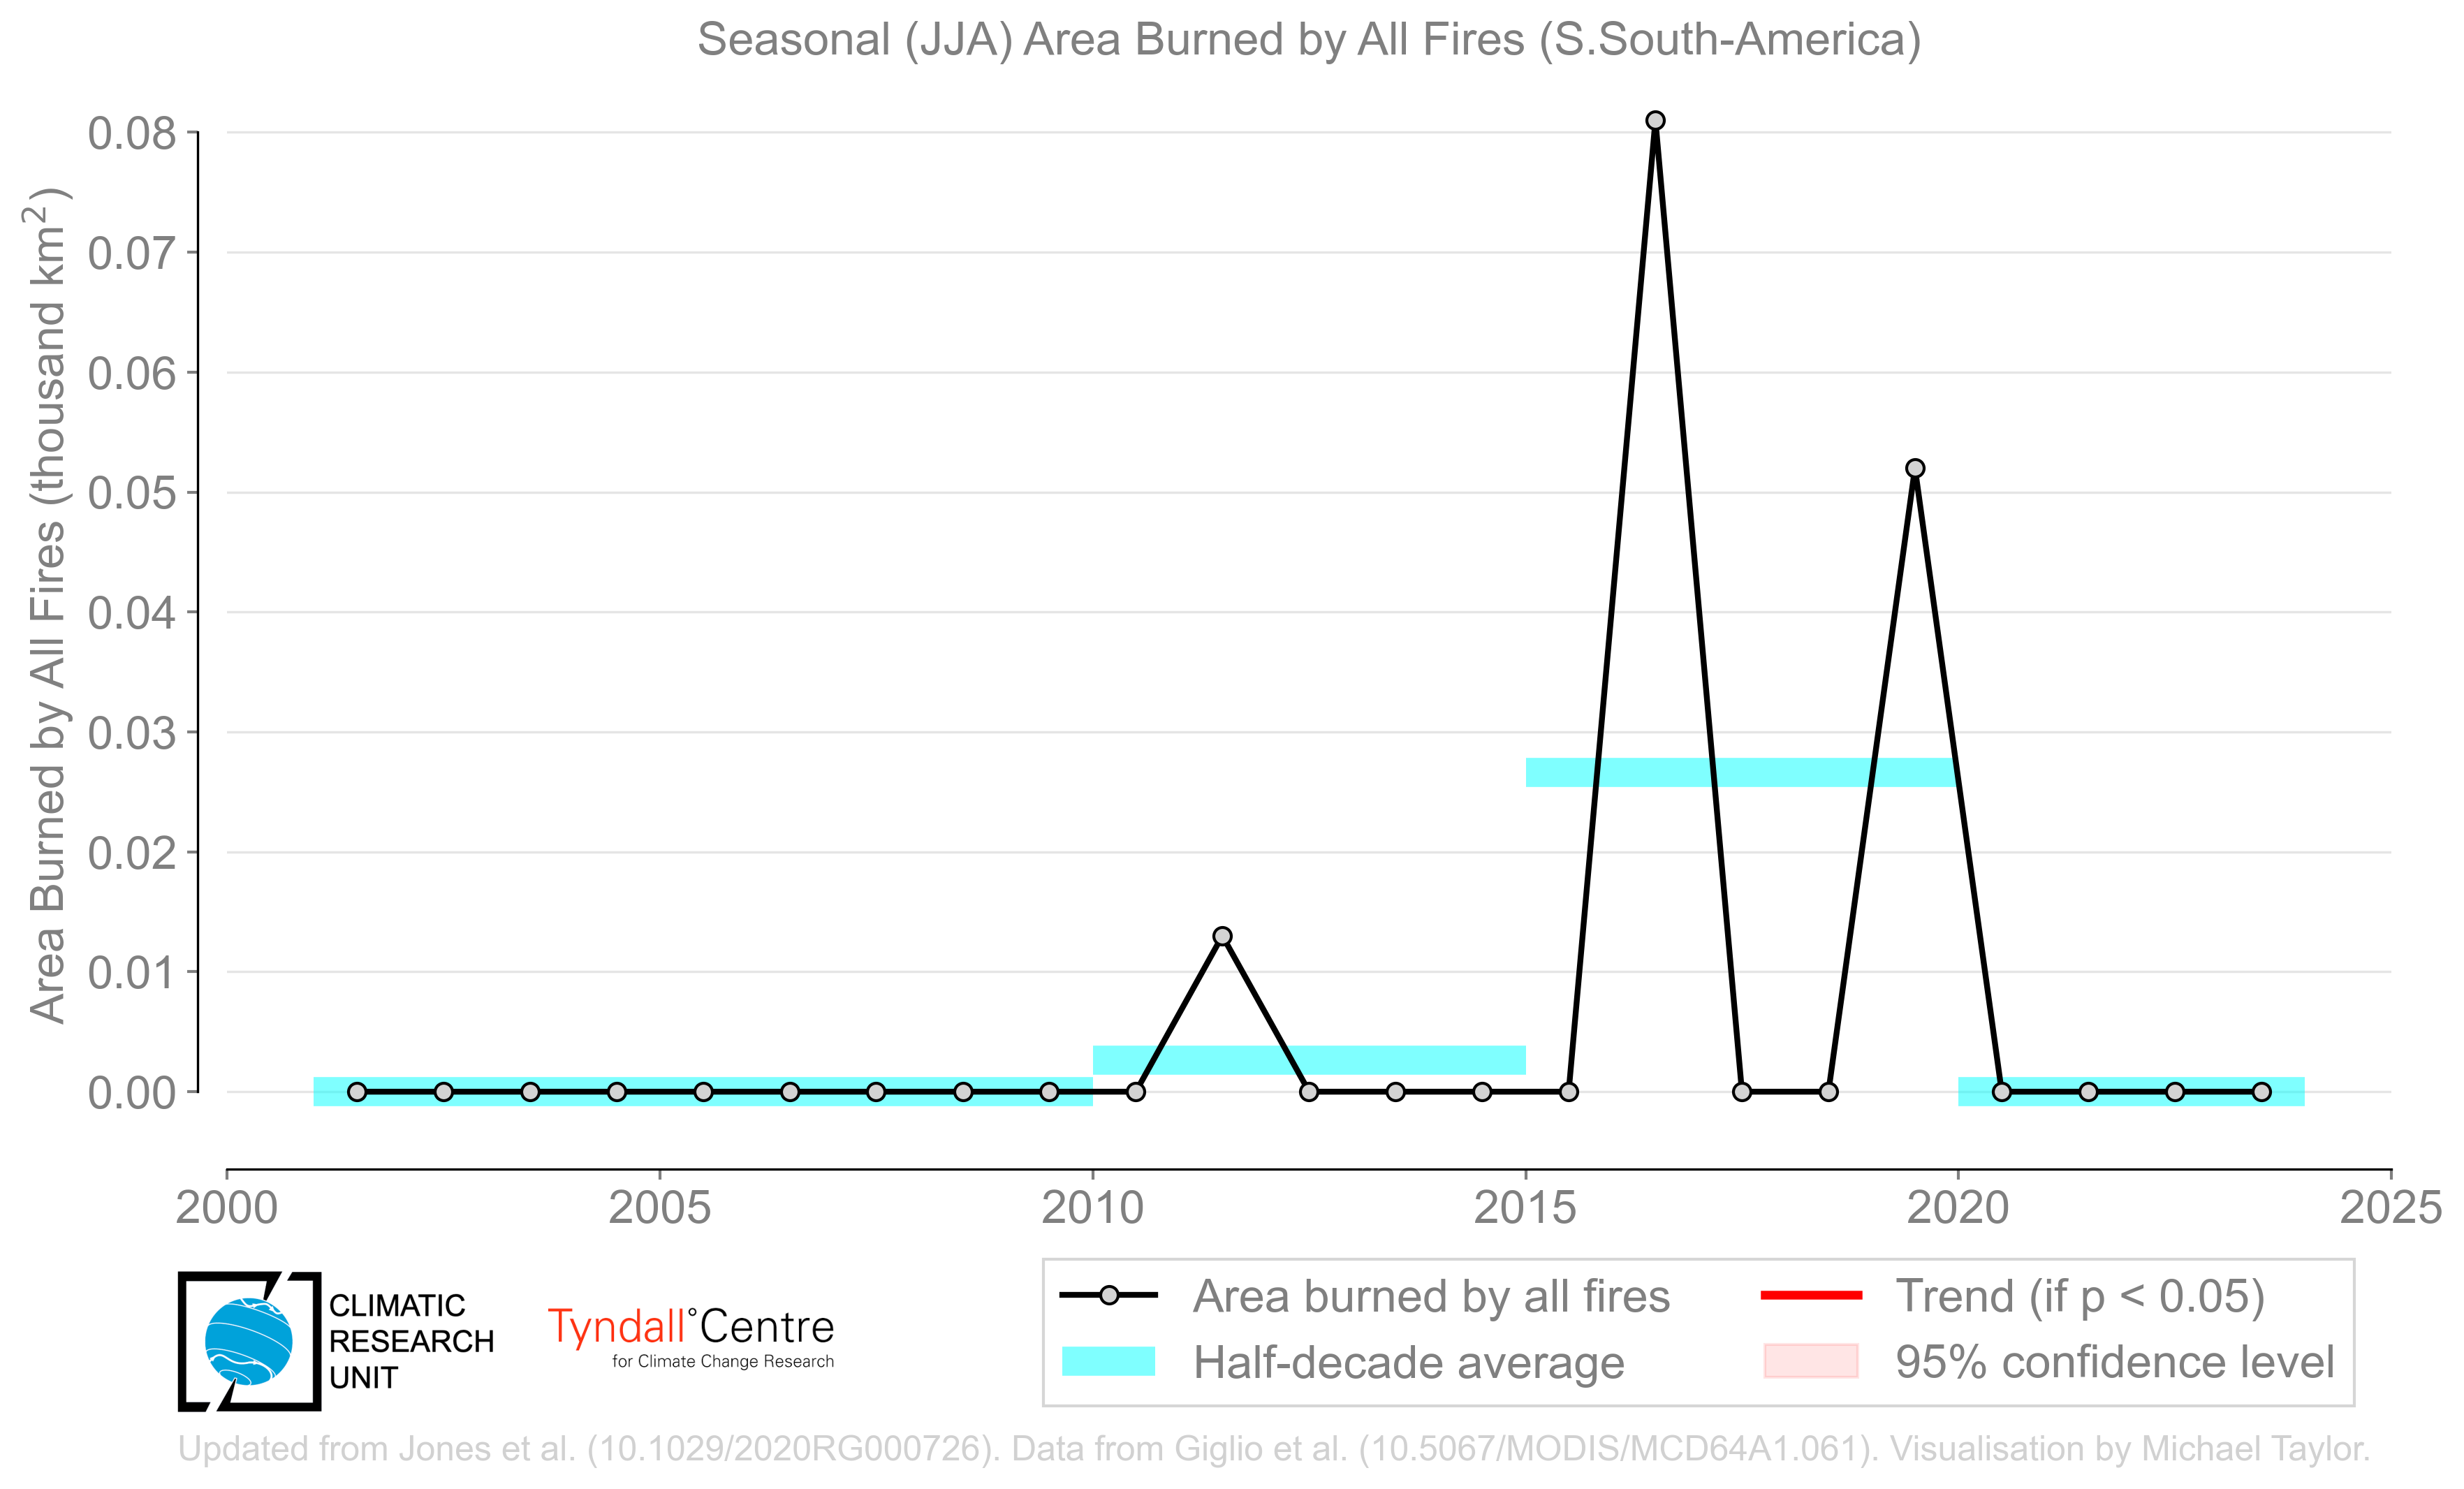 Seasonal (JJA) Area Burned by All Fires (S.South-America)
Area Burned by All Fires (thousand km²)
0.08
0.07
0.06
0.05
0.04
0.03
0.02
0.01
0.00
2000 2005 2010 2015 2020 2025
CLIMATIC
RESEARCH
UNIT
Tyndall°Centre
for Climate Change Research
Area burned by all fires
Half-decade average
Trend (if p < 0.05)
95% confidence level
Updated from Jones et al. (10.1029/2020RG000726). Data from Giglio et al. (10.5067/MODIS/MCD64A1.061). Visualisation by Michael Taylor.